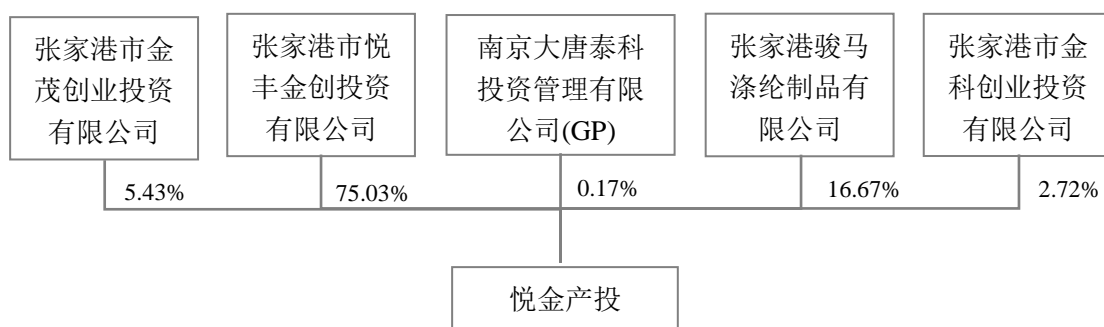 张家港市金
茂创业投资
有限公司
张家港市悦
丰金创投资
有限公司
南京大唐泰科
投资管理有限
公司(GP)
张家港骏马
涤纶制品有
限公司
张家港市金
科创业投资
有限公司
5.43%
75.03%
0.17%
16.67%
2.72%
悦金产投